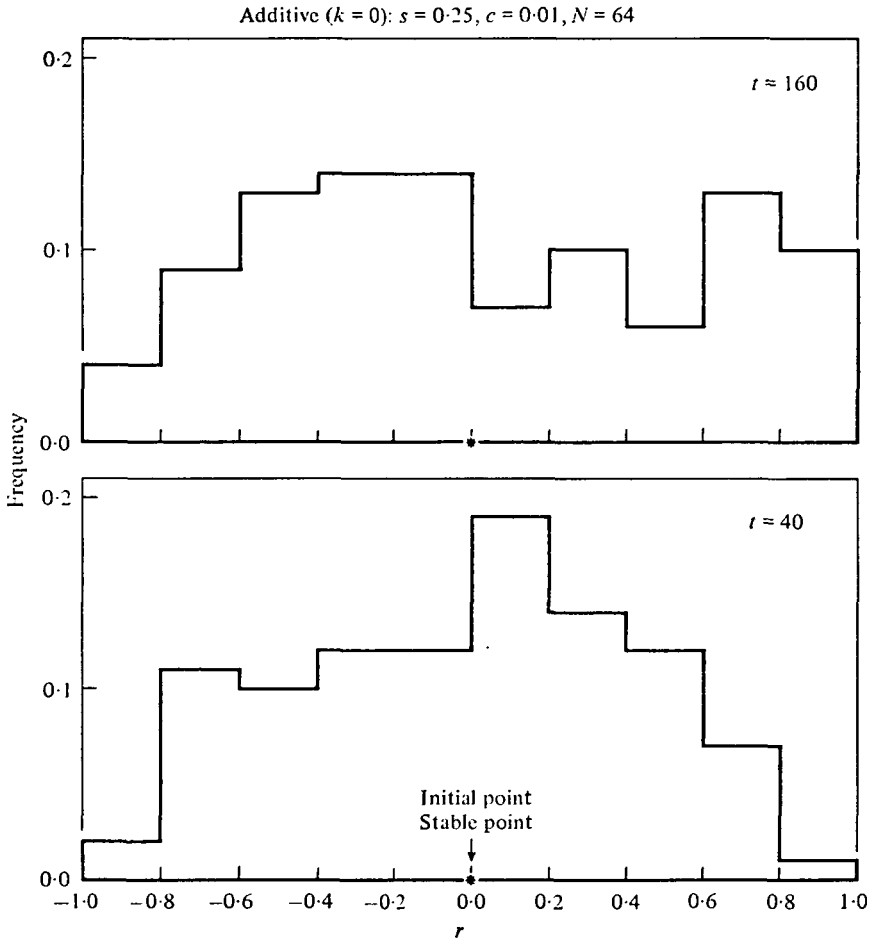 Additive (k = 0): s = 0·25, c = 0·01, N = 64
0·2
t = 160
0·1
0·0
Frequency
0·2
t = 40
0·1
Initial point
Stable point
0·0
−1·0 −0·8 −0·6 −0·4 −0·2 0·0 0·2 0·4 0·6 0·8 1·0
r